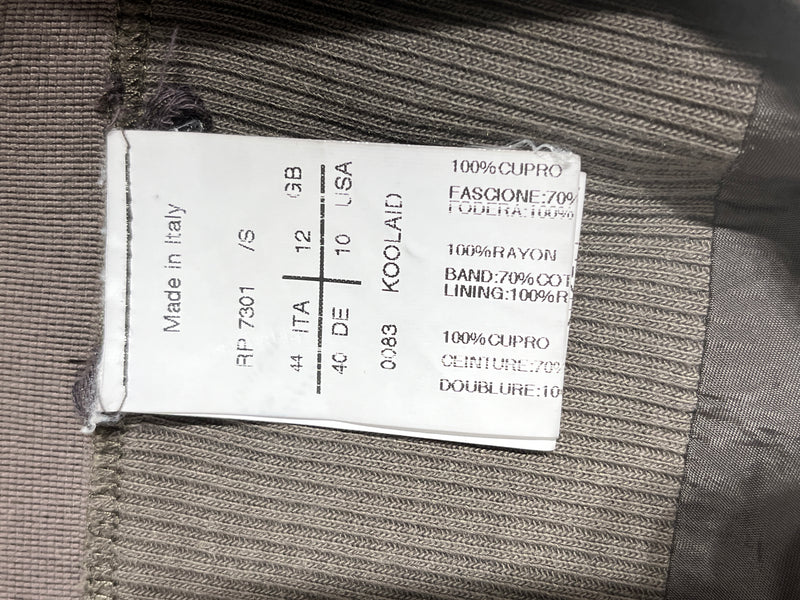 Made in Italy
RP 7301 /S
44 ITA 12 GB
40 DE 10 USA
0083 KOOLAID
100%CUPRO
FASCIONE:70%
FODERA:100%
100%RAYON
BAND:70%COT
LINING:100%R
100%CUPRO
CEINTURE:70%
DOUBLURE:10